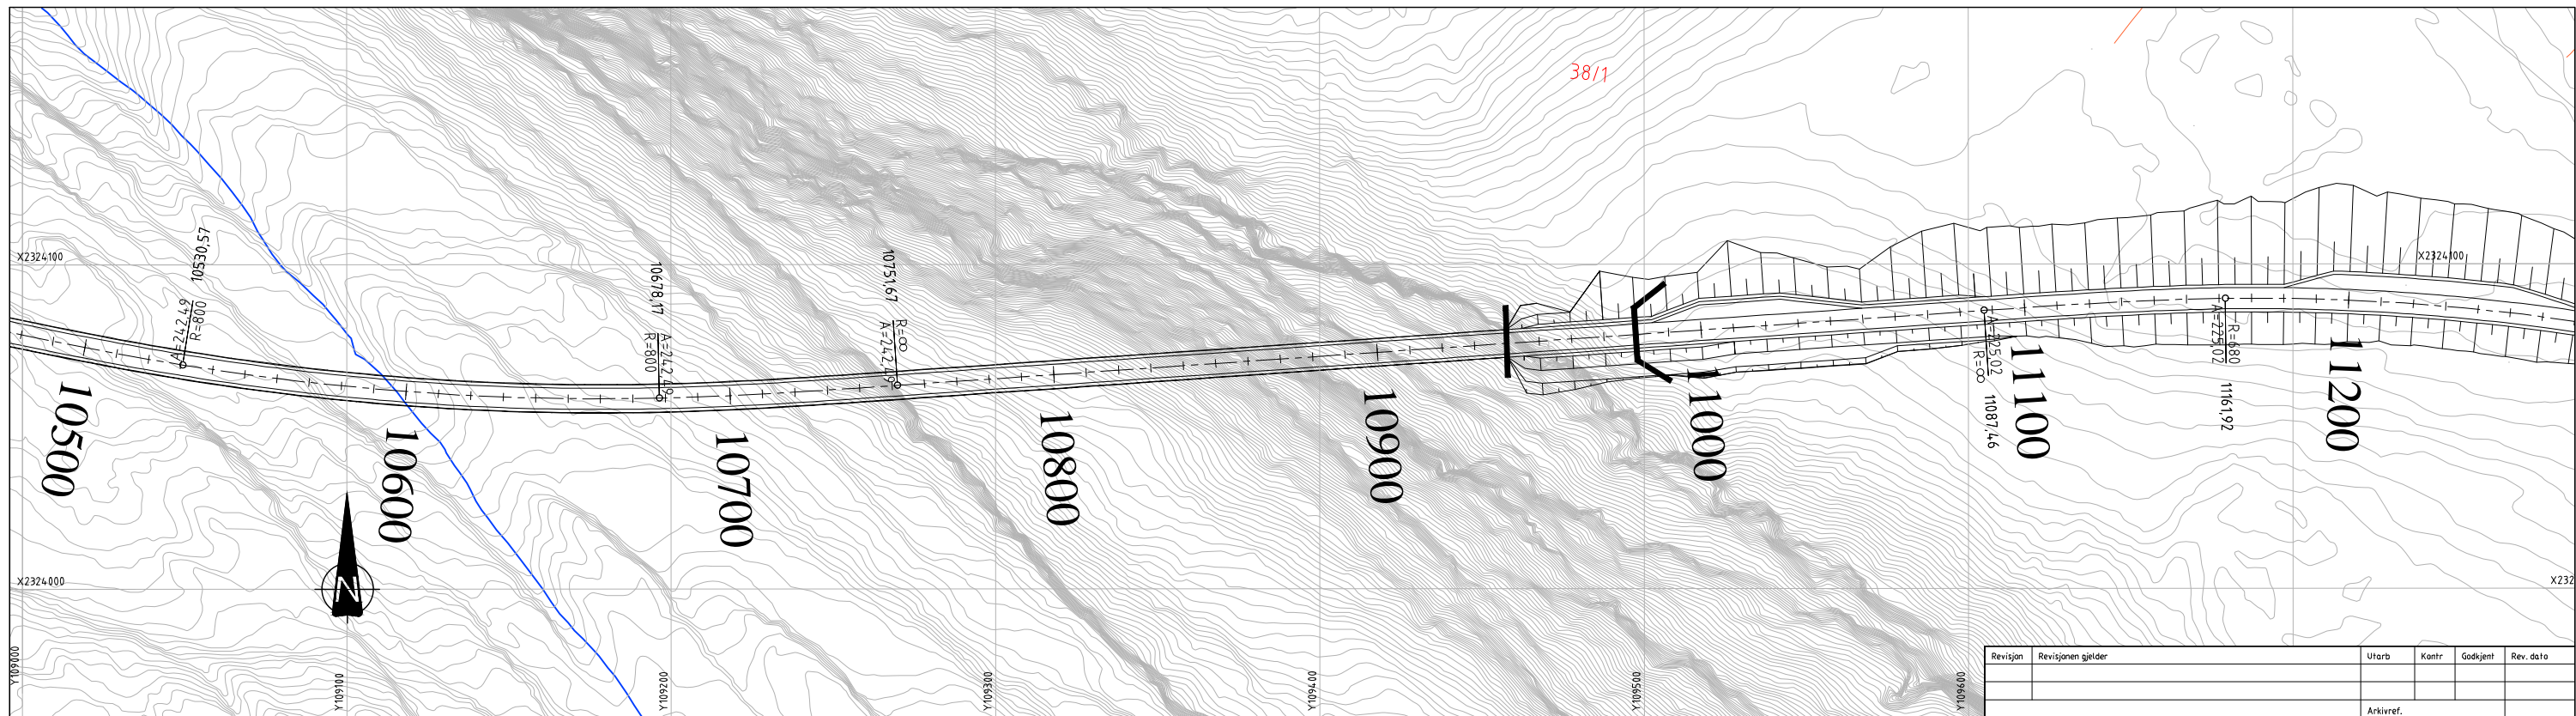 38/1
X2324100
X2324100
10530,57
A=242,49
R=800
10678,17
A=242,49
R=800
10751,67
R=∞
A=242,49
A=225,02
R=∞
11087,46
R=680
A=225,02
11161,92
10500
10600
10700
10800
10900
11000
11100
11200
N
X2324000
X232
Y109000
Y109100
Y109200
Y109300
Y109400
Y109500
Y109600
Revisjon Revisjonen gjelder Utarb Kontr Godkjent Rev. dato
Arkivref.